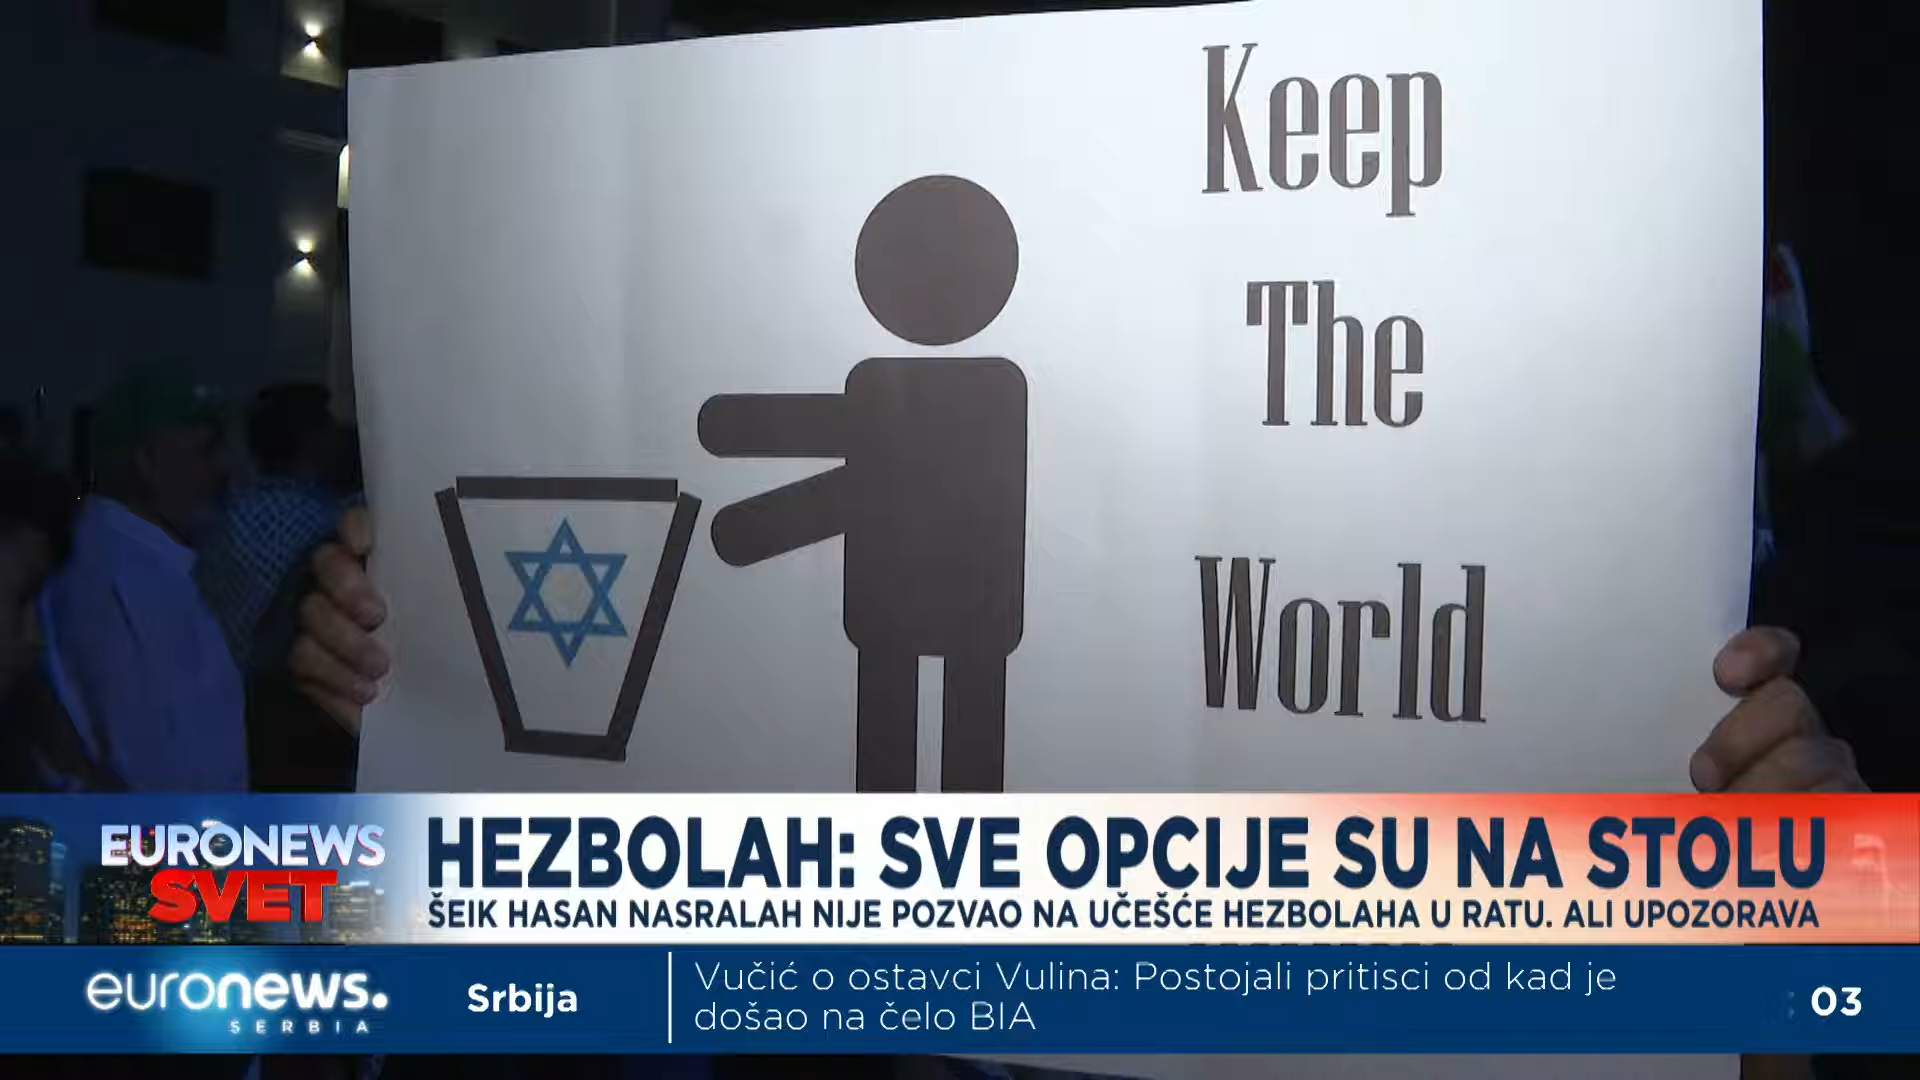 Keep
The
World
EURONEWS
SVET
HEZBOLAH: SVE OPCIJE SU NA STOLU
ŠEIK HASAN NASRALAH NIJE POZVAO NA UČEŠĆE HEZBOLAHA U RATU. ALI UPOZORAVA
euronews.
SERBIA
Srbija
Vučić o ostavci Vulina: Postojali pritisci od kad je
došao na čelo BIA
03